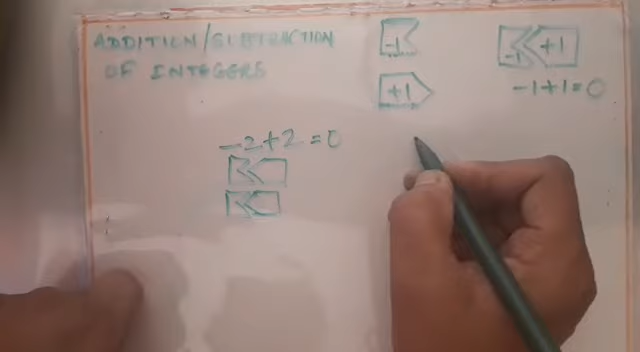 ADDITION/SUBTRACTION
OF INTEGERS
-1
+1
-1 +1
-1+1=0
-2+2=0